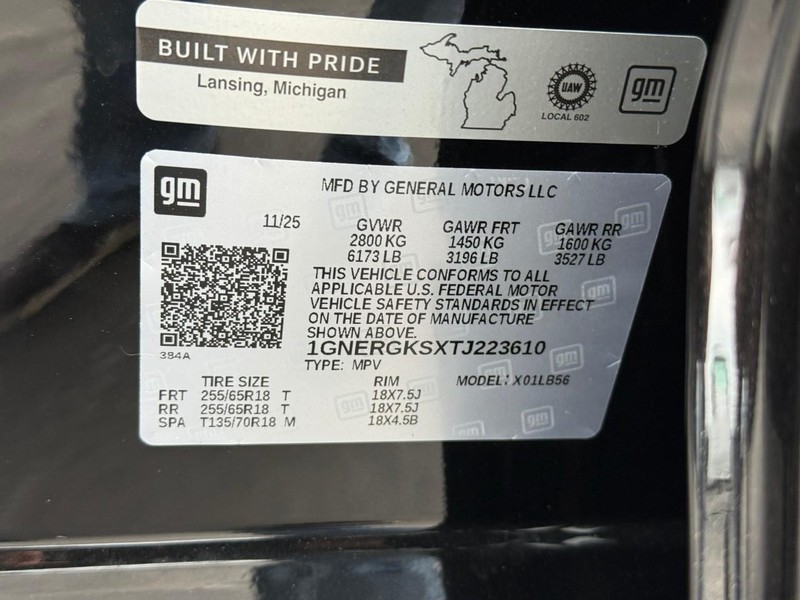 BUILT WITH PRIDE
Lansing, Michigan
UAW
LOCAL 602
gm
gm
MFD BY GENERAL MOTORS LLC
11/25 GVWR GAWR FRT GAWR RR
2800 KG 1450 KG 1600 KG
6173 LB 3196 LB 3527 LB
THIS VEHICLE CONFORMS TO ALL
APPLICABLE U.S. FEDERAL MOTOR
VEHICLE SAFETY STANDARDS IN EFFECT
ON THE DATE OF MANUFACTURE
SHOWN ABOVE.
384A
1GNERGKSXTJ223610
TYPE: MPV
TIRE SIZE RIM MODEL: X01LB56
FRT 255/65R18 T 18X7.5J
RR 255/65R18 T 18X7.5J
SPA T135/70R18 M 18X4.5B